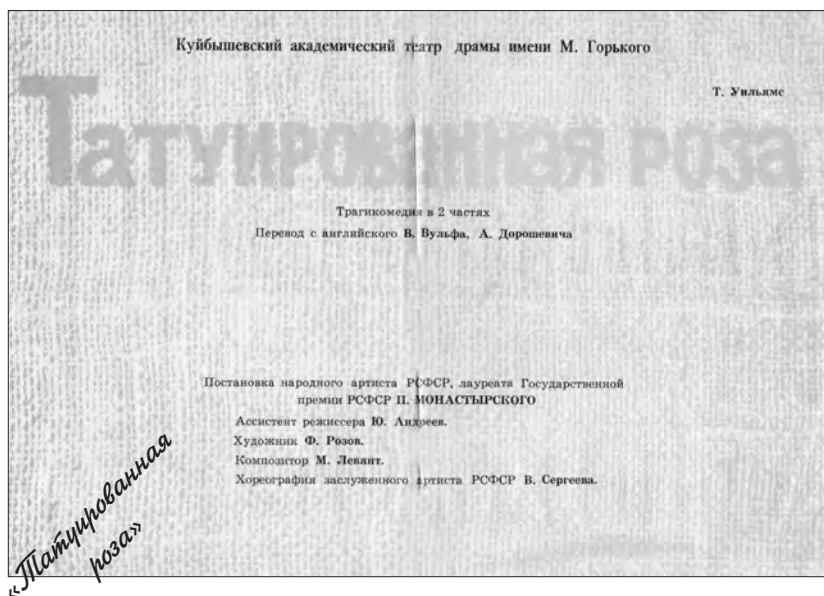 Куйбышевский академический театр драмы имени М. Горького
Т. Уильямс
Татуированная роза
Трагикомедия в 2 частях
Перевод с английского В. Вульфа, А. Дорошевича
Постановка народного артиста РСФСР, лауреата Государственной
премии РСФСР П. МОНАСТЫРСКОГО
Ассистент режиссера Ю. Андреев.
Художник Ф. Розов.
Композитор М. Левянт.
Хореография заслуженного артиста РСФСР В. Сергеева.
«Татуированная
роза»